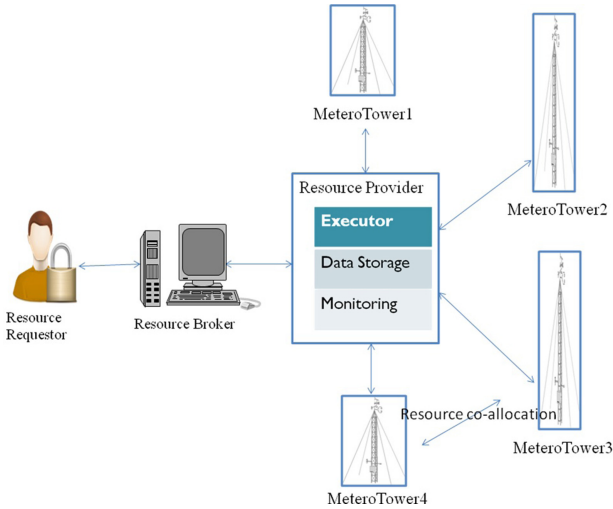 MeteroTower1
MeteroTower2
Resource Provider
Executor
Data Storage
Monitoring
Resource
Requestor
Resource Broker
Resource co-allocation
MeteroTower3
MeteroTower4